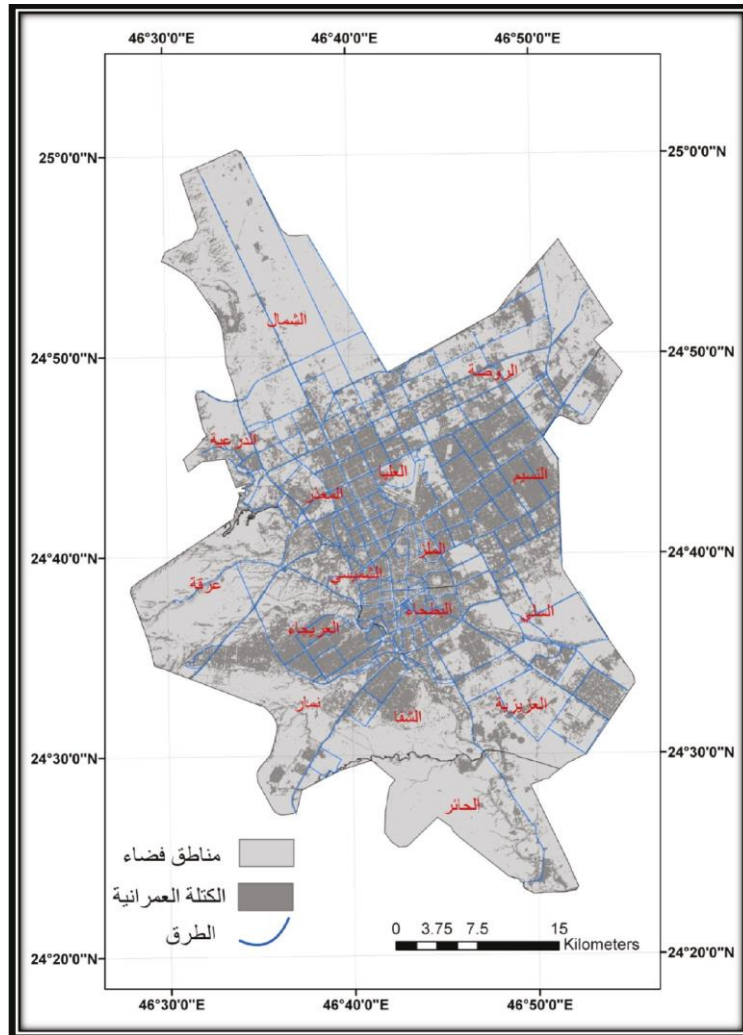 46°30'0"E 46°40'0"E 46°50'0"E
25°0'0"N 25°0'0"N
الشمال
24°50'0"N 24°50'0"N
الروضة
الدرعية
العليا
النسيم
المعذر
24°40'0"N 24°40'0"N
الملز
الشميسي
عرقة
البطحاء
السلي
العريجاء
نمار
العزيزية
الشفا
24°30'0"N 24°30'0"N
الحائر
مناطق فضاء
الكتلة العمرانية
الطرق
0 3.75 7.5 15
Kilometers
24°20'0"N 24°20'0"N
46°30'0"E 46°40'0"E 46°50'0"E